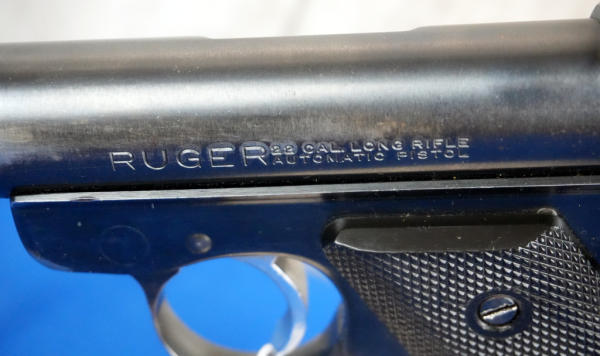 RUGER 22 CAL. LONG RIFLE
AUTOMATIC PISTOL